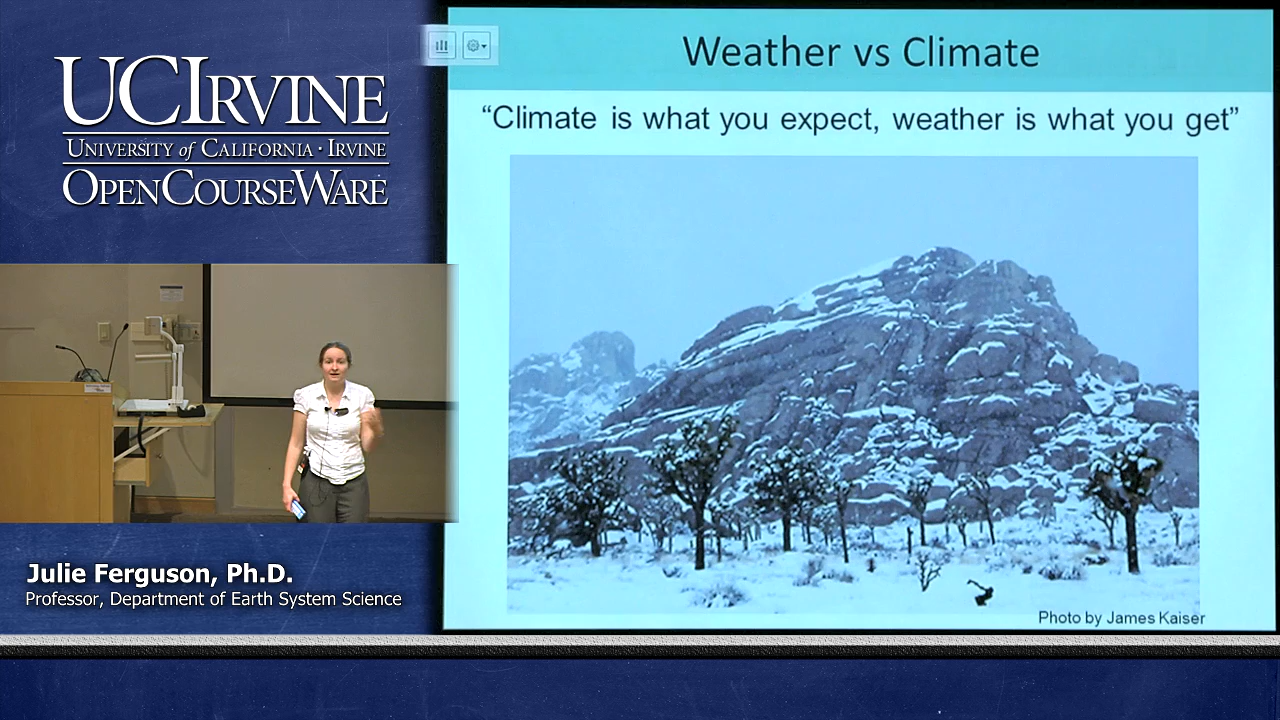 UCIRVINE
UNIVERSITY of CALIFORNIA · IRVINE
OPENCOURSEWARE
Julie Ferguson, Ph.D.
Professor, Department of Earth System Science
Weather vs Climate
“Climate is what you expect, weather is what you get”
Photo by James Kaiser